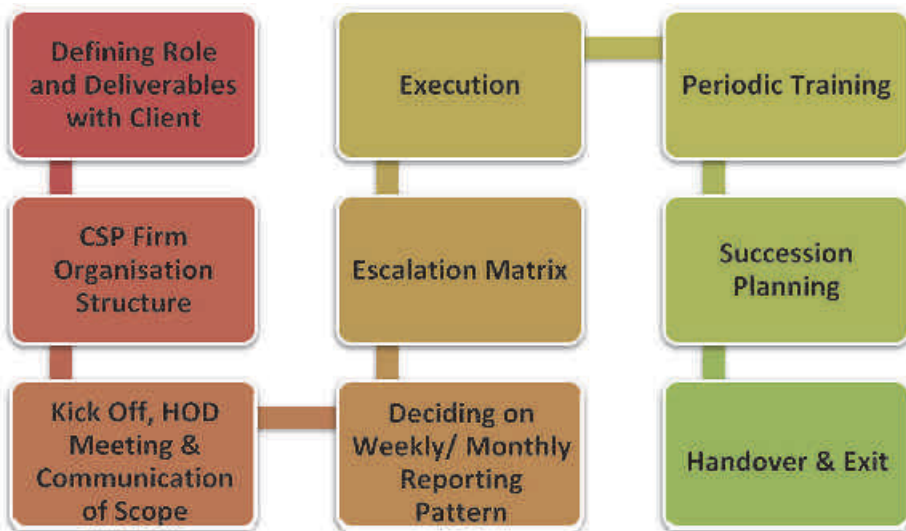 Defining Role
and Deliverables
with Client
CSP Firm
Organisation
Structure
Kick Off, HOD
Meeting &
Communication
of Scope
Deciding on
Weekly/ Monthly
Reporting
Pattern
Escalation Matrix
Execution
Periodic Training
Succession
Planning
Handover & Exit